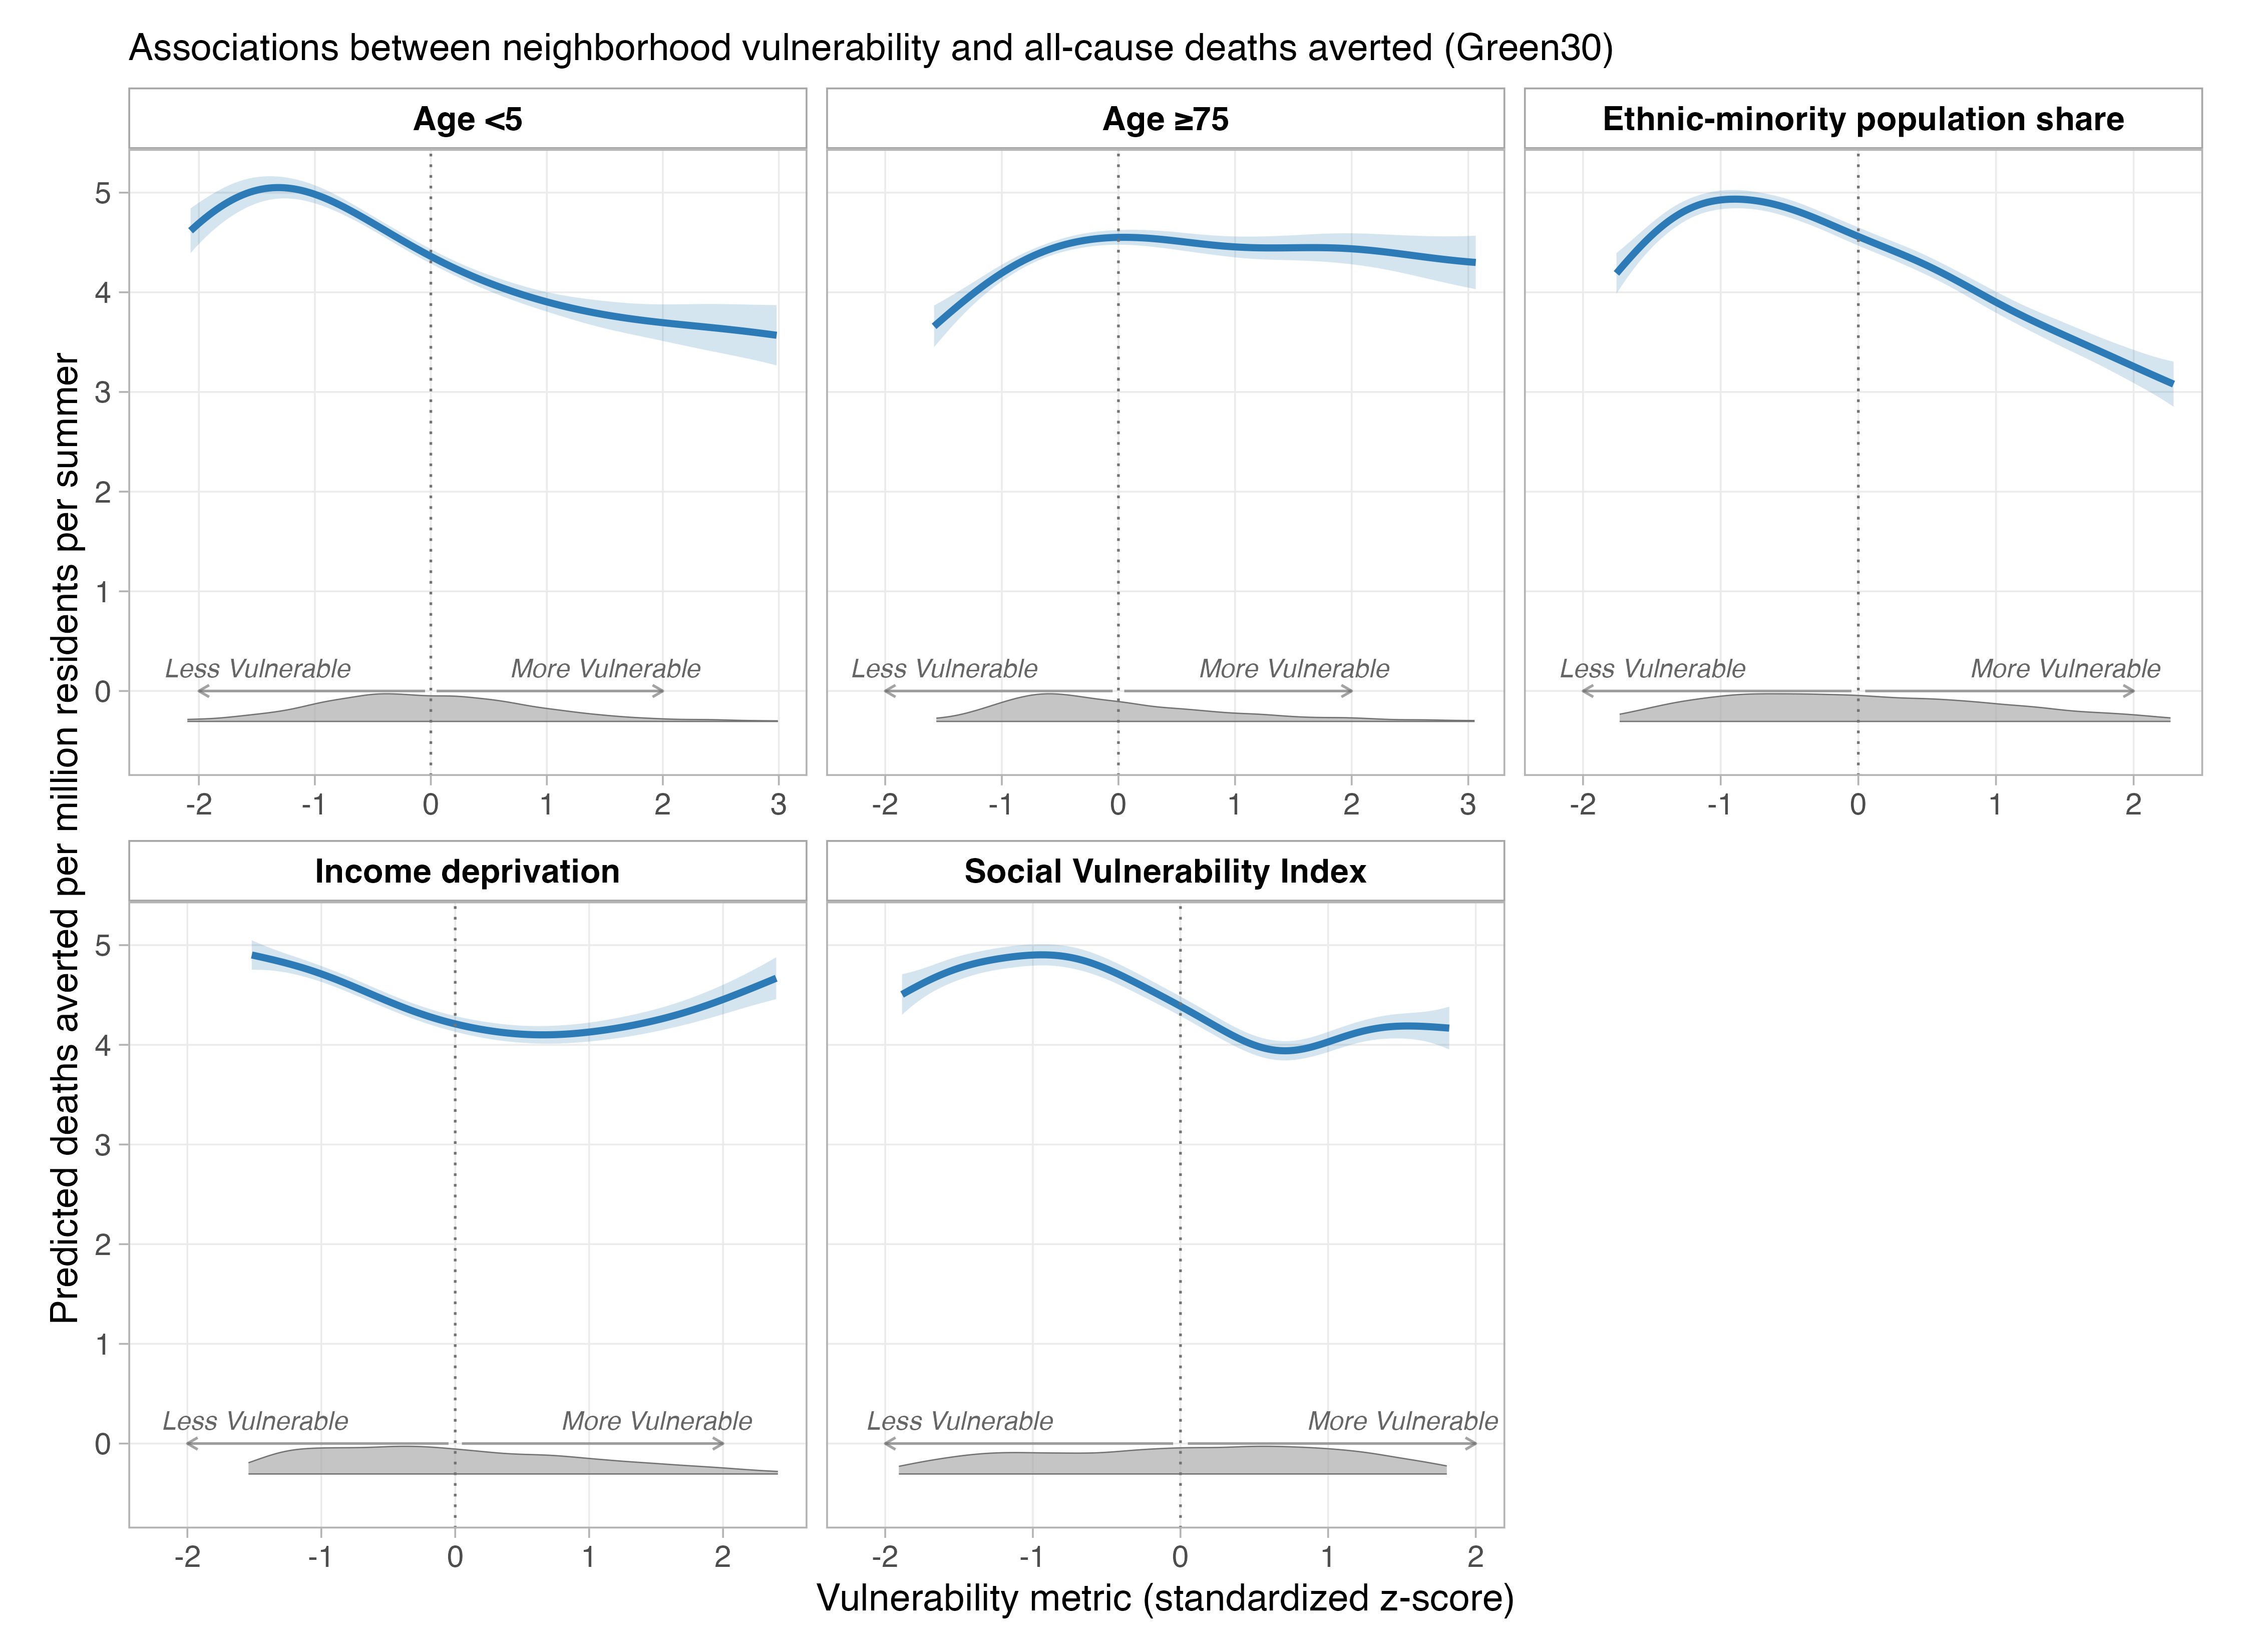 Associations between neighborhood vulnerability and all-cause deaths averted (Green30)
Predicted deaths averted per million residents per summer
Age <5
Age ≥75
Ethnic-minority population share
5
4
3
2
1
0
Less Vulnerable
More Vulnerable
Less Vulnerable
More Vulnerable
Less Vulnerable
More Vulnerable
-2 -1 0 1 2 3
-2 -1 0 1 2 3
-2 -1 0 1 2
Income deprivation
Social Vulnerability Index
5
4
3
2
1
0
Less Vulnerable
More Vulnerable
Less Vulnerable
More Vulnerable
-2 -1 0 1 2
-2 -1 0 1 2
Vulnerability metric (standardized z-score)